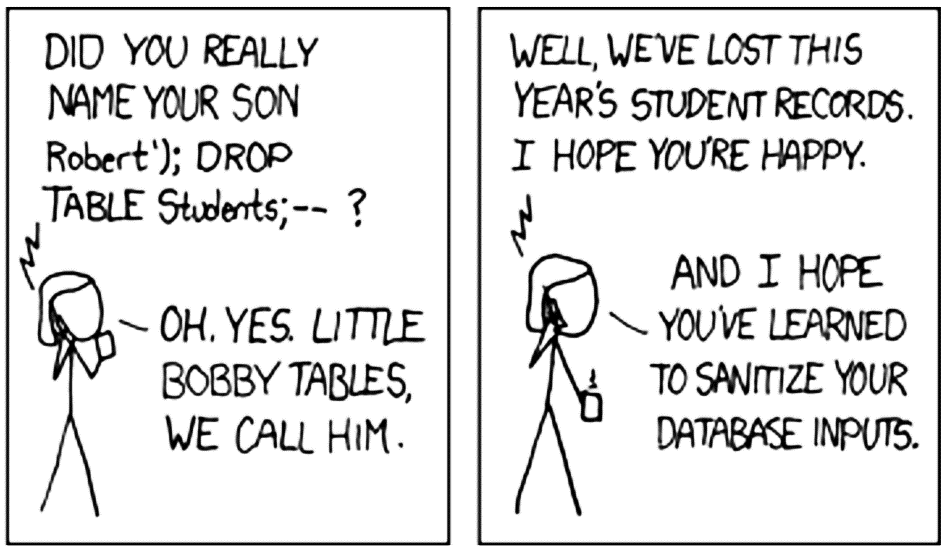 DID YOU REALLY
NAME YOUR SON
Robert'); DROP
TABLE Students;-- ?
OH. YES. LITTLE
BOBBY TABLES,
WE CALL HIM.
WELL, WE'VE LOST THIS
YEAR'S STUDENT RECORDS.
I HOPE YOU'RE HAPPY.
AND I HOPE
YOU'VE LEARNED
TO SANITIZE YOUR
DATABASE INPUTS.